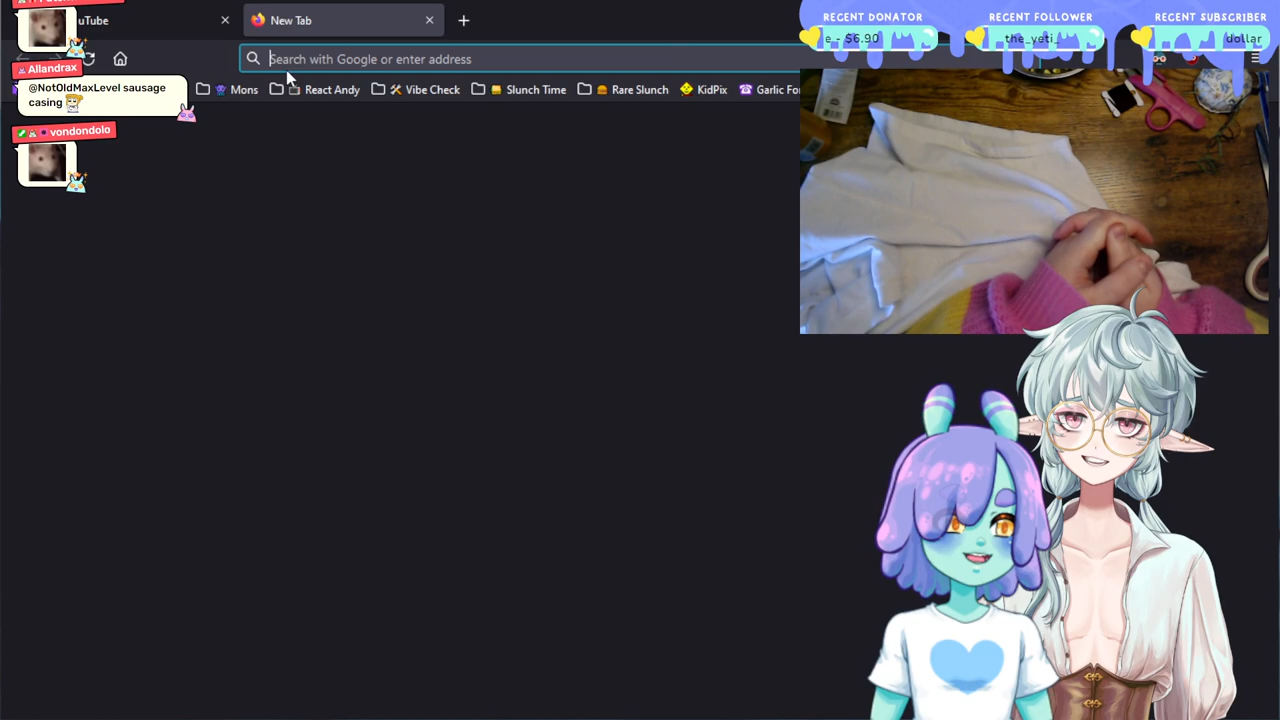 uTube
New Tab
Search with Google or enter address
Mons
React Andy
Vibe Check
Slunch Time
Rare Slunch
KidPix
Garlic Fo
Allandrax
@NotOldMaxLevel sausage
casing
vondondolo
RECENT DONATOR
e - $6.90
RECENT FOLLOWER
the_yeti_
RECENT SUBSCRIBER
dollar